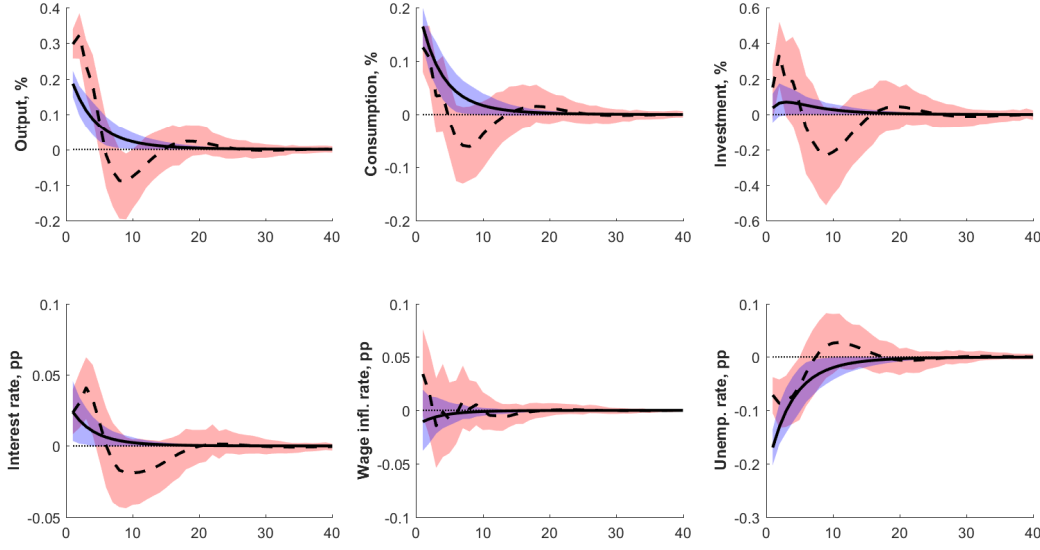 Output, %
0.4
0.3
0.2
0.1
0
-0.1
-0.2
0 10 20 30 40
Consumption, %
0.2
0.1
0
-0.1
-0.2
0 10 20 30 40
Investment, %
0.6
0.4
0.2
0
-0.2
-0.4
-0.6
0 10 20 30 40
Interest rate, pp
0.1
0.05
0
-0.05
0 10 20 30 40
Wage infl. rate, pp
0.1
0.05
0
-0.05
-0.1
0 10 20 30 40
Unemp. rate, pp
0.1
0
-0.1
-0.2
-0.3
0 10 20 30 40